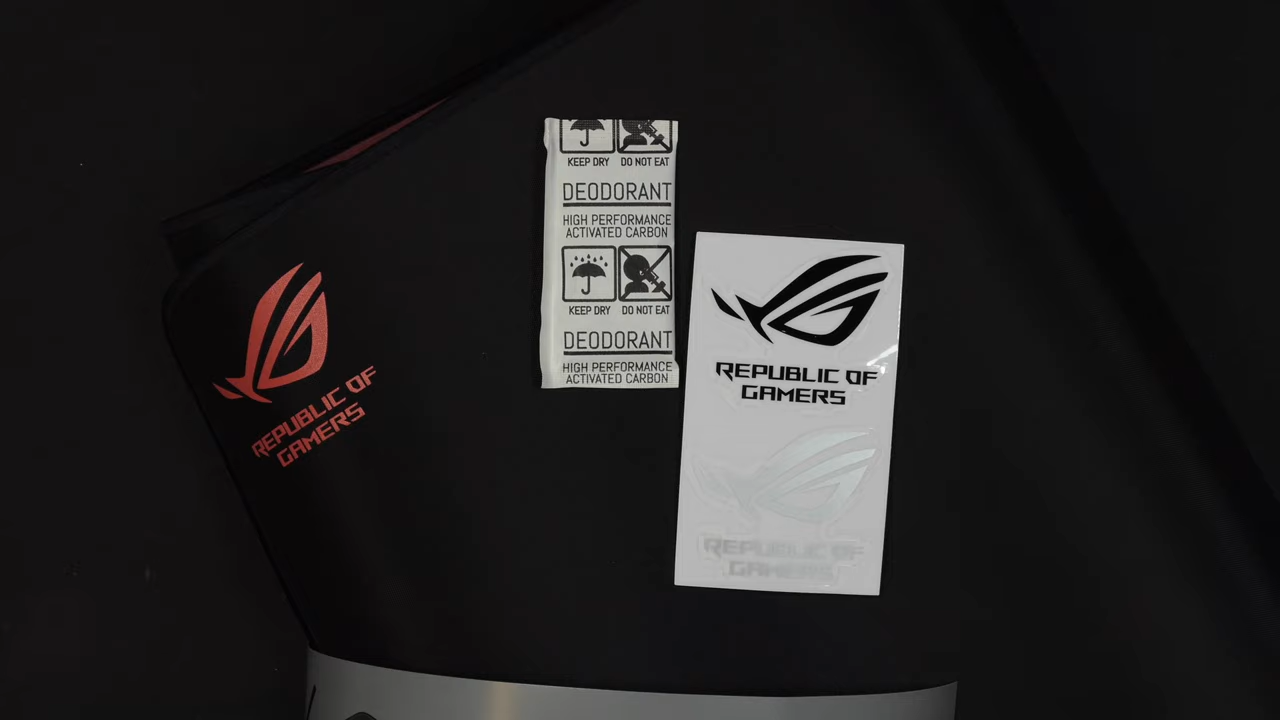 KEEP DRY DO NOT EAT
DEODORANT
HIGH PERFORMANCE
ACTIVATED CARBON
KEEP DRY DO NOT EAT
DEODORANT
HIGH PERFORMANCE
ACTIVATED CARBON
REPUBLIC OF
GAMERS
REPUBLIC OF
GAMERS
REPUBLIC OF
GAMERS